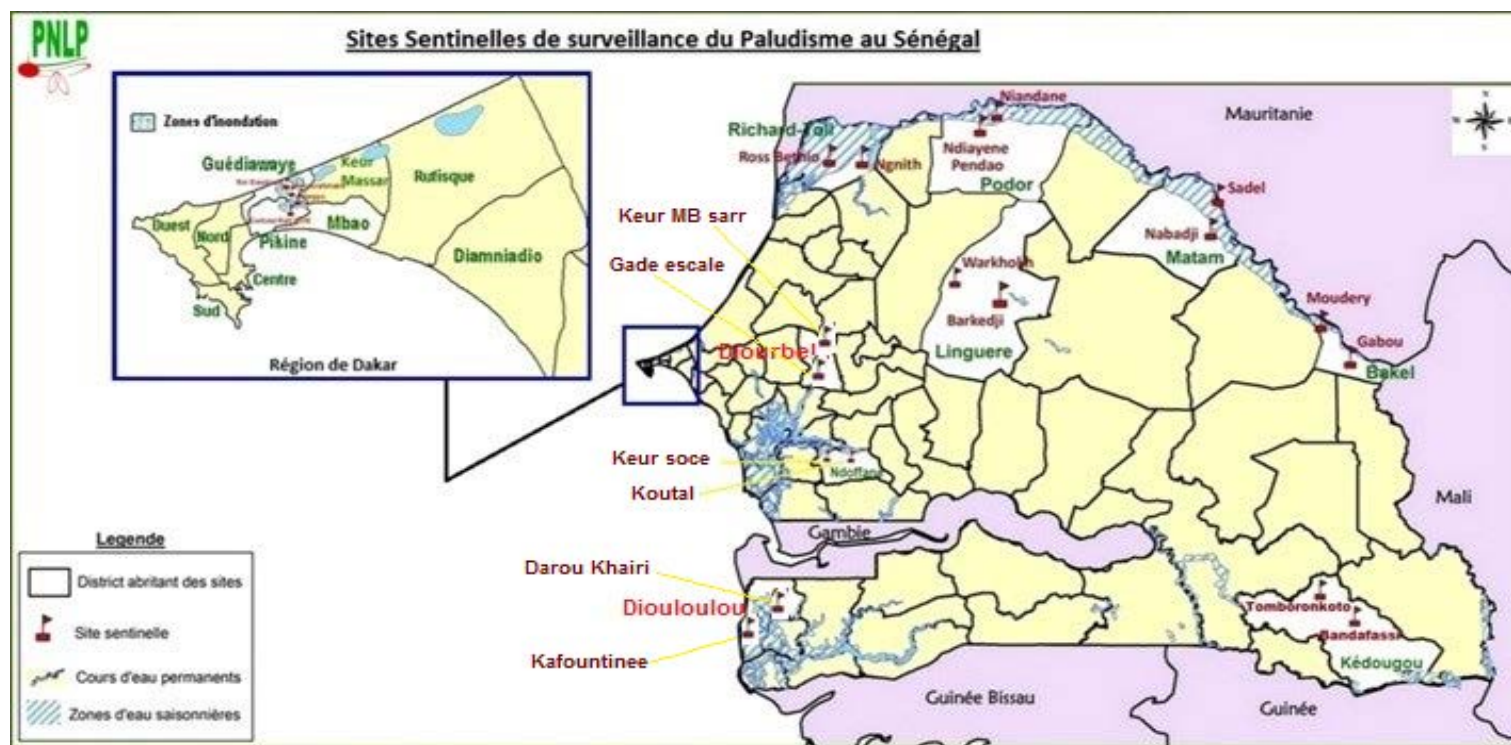 PNLP
Sites Sentinelles de surveillance du Paludisme au Sénégal
Zones d'inondation
Guédiawaye
Keur
Massar
Rutisque
Ouest
Nord
Pikine
Mbao
Diamniadio
Centre
Sud
Région de Dakar
Niandane
Mauritanie
Richard-Toll
Ross Bethio
Ngnith
Ndiayene
Pendao
Podor
Sadel
Keur MB sarr
Nabadji
Matam
Gade escale
Warkhokh
Moudery
Barkedji
Gabou
Diourbel
Linguere
Bakel
Keur soce
Ndoffane
Koutal
Mali
Gambie
Darou Khairi
Diouloulou
Tomboronkoto
Bandafassi
Kafountinee
Kédougou
Guinée Bissau
Guinée
Legende
District abritant des sites
Site sentinelle
Cours d'eau permanents
Zones d'eau saisonnières